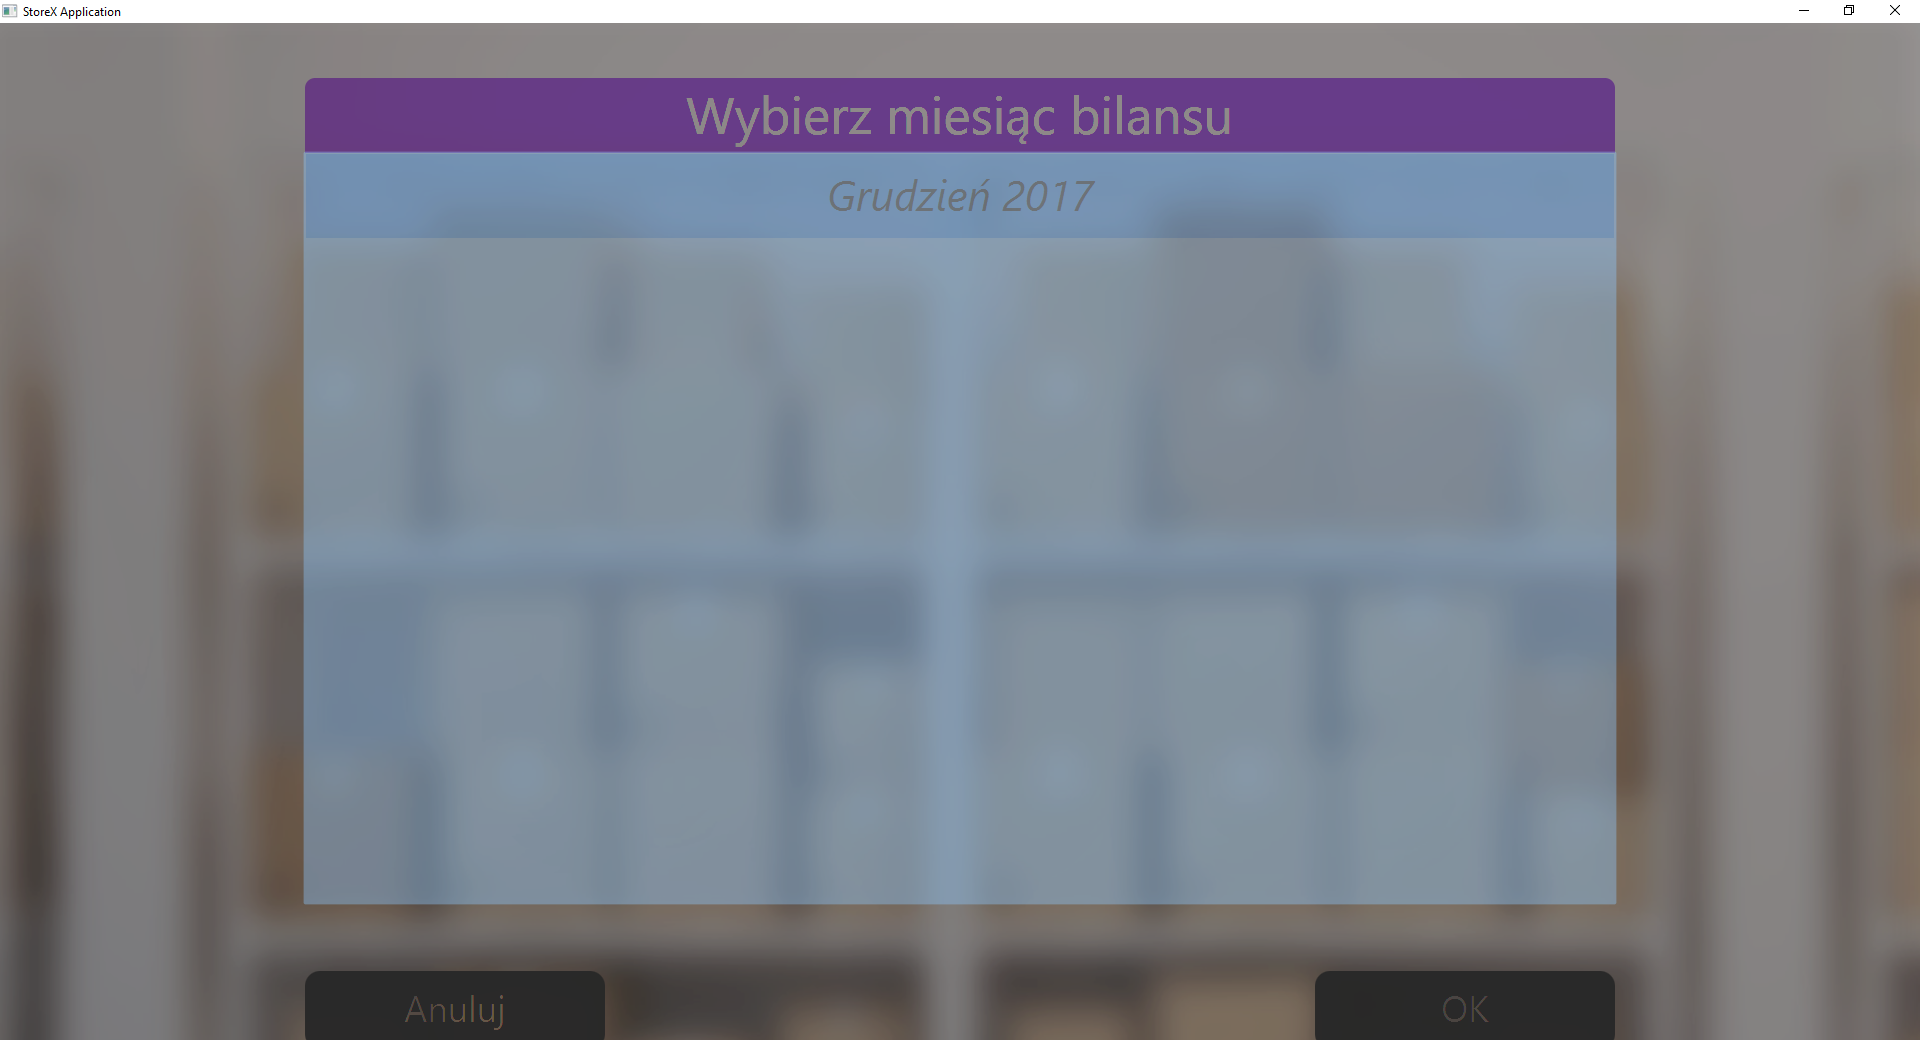 StoreX Application
Wybierz miesiąc bilansu
Grudzień 2017
Anuluj
OK